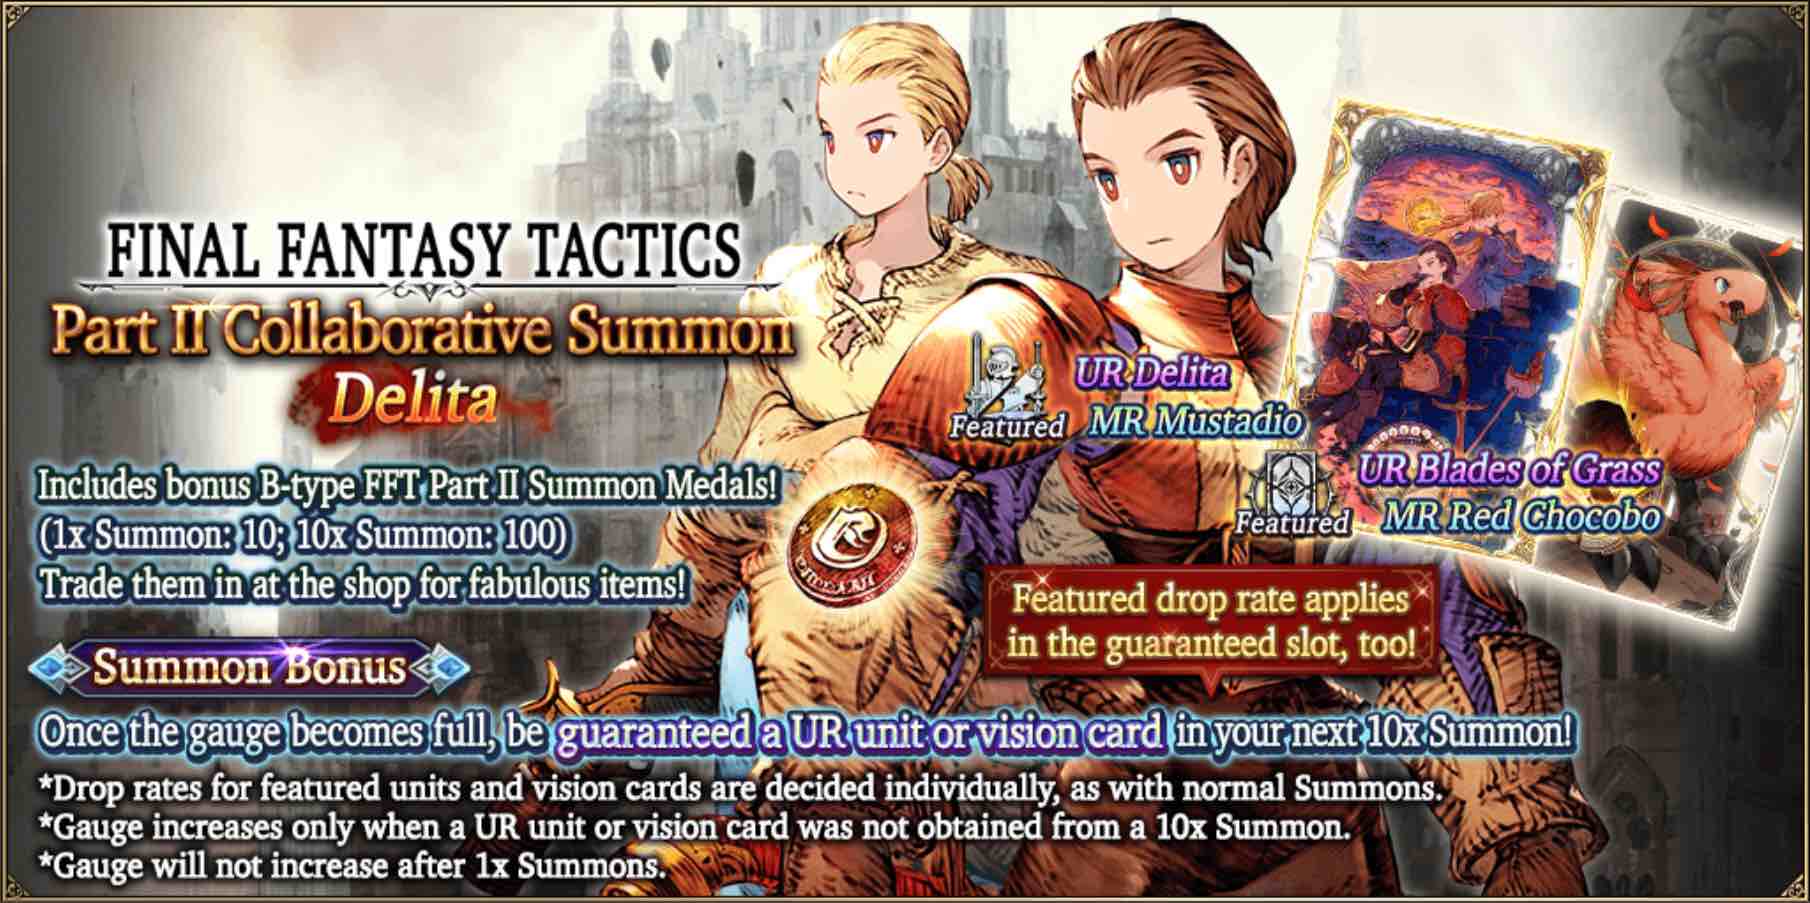 FINAL FANTASY TACTICS
Part II Collaborative Summon
Delita
Includes bonus B-type FFT Part II Summon Medals!
(1x Summon: 10; 10x Summon: 100)
Trade them in at the shop for fabulous items!
Featured
UR Delita
MR Mustadio
Featured
UR Blades of Grass
MR Red Chocobo
Featured drop rate applies
in the guaranteed slot, too!
Summon Bonus
Once the gauge becomes full, be guaranteed a UR unit or vision card in your next 10x Summon!
*Drop rates for featured units and vision cards are decided individually, as with normal Summons.
*Gauge increases only when a UR unit or vision card was not obtained from a 10x Summon.
*Gauge will not increase after 1x Summons.